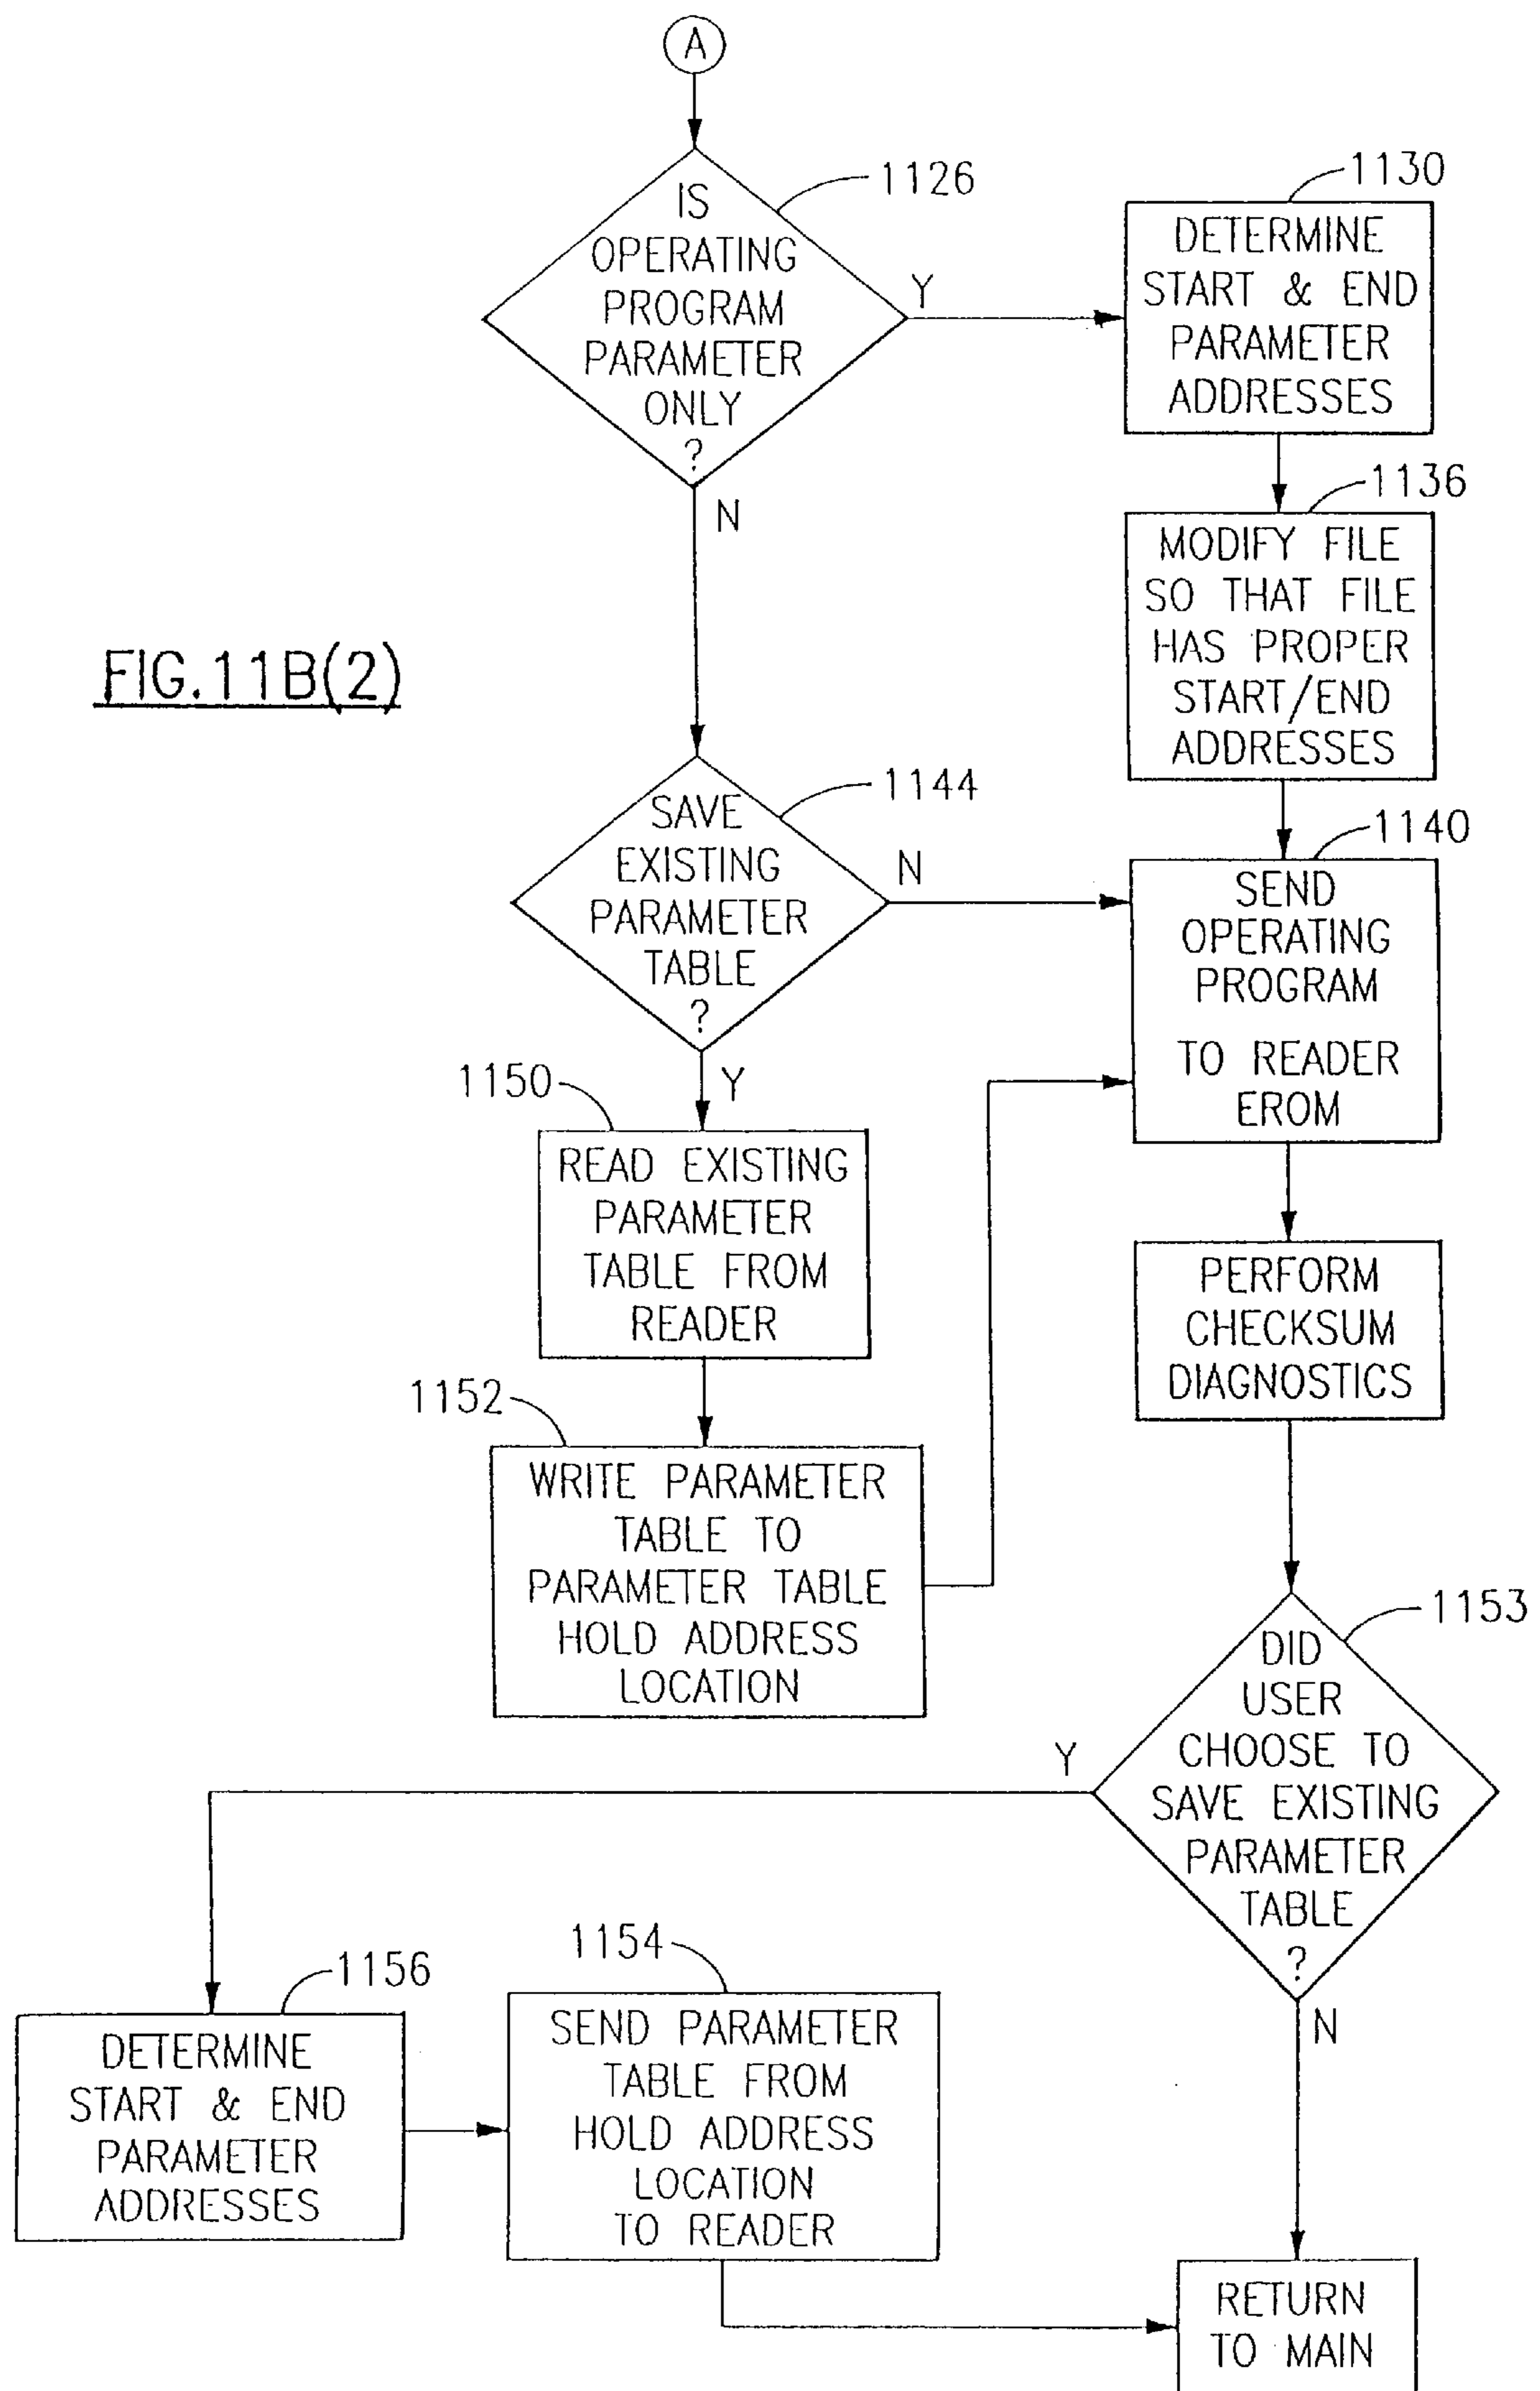 A
1126
IS
OPERATING
PROGRAM
PARAMETER
ONLY
?
Y
N
1130
DETERMINE
START & END
PARAMETER
ADDRESSES
1136
MODIFY FILE
SO THAT FILE
HAS PROPER
START/END
ADDRESSES
FIG.11B(2)
1144
SAVE
EXISTING
PARAMETER
TABLE
?
N
Y
1140
SEND
OPERATING
PROGRAM
TO READER
EROM
1150
READ EXISTING
PARAMETER
TABLE FROM
READER
PERFORM
CHECKSUM
DIAGNOSTICS
1152
WRITE PARAMETER
TABLE TO
PARAMETER TABLE
HOLD ADDRESS
LOCATION
1153
DID
USER
CHOOSE TO
SAVE EXISTING
PARAMETER
TABLE
?
Y
N
1156
DETERMINE
START & END
PARAMETER
ADDRESSES
1154
SEND PARAMETER
TABLE FROM
HOLD ADDRESS
LOCATION
TO READER
RETURN
TO MAIN